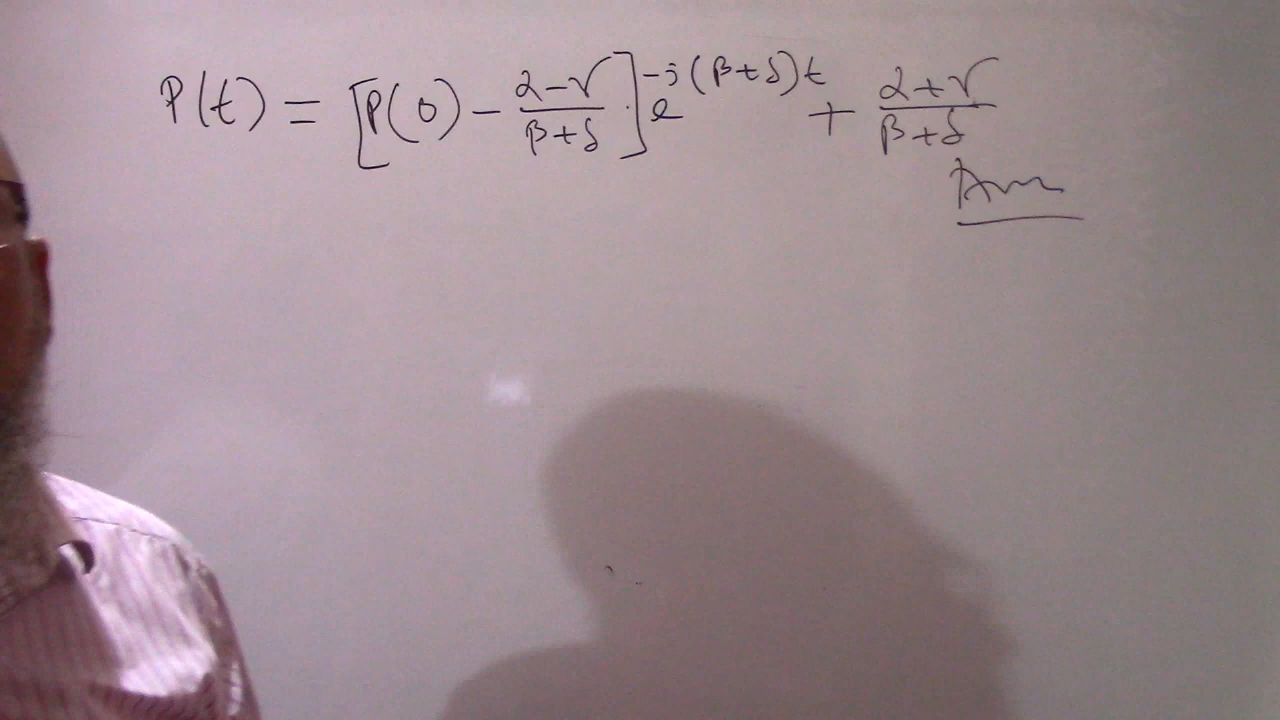 P(t) = [P(0) - (α-γ)/(β+δ)] e^{-j(β+δ)t} + (α+γ)/(β+δ)
Ans